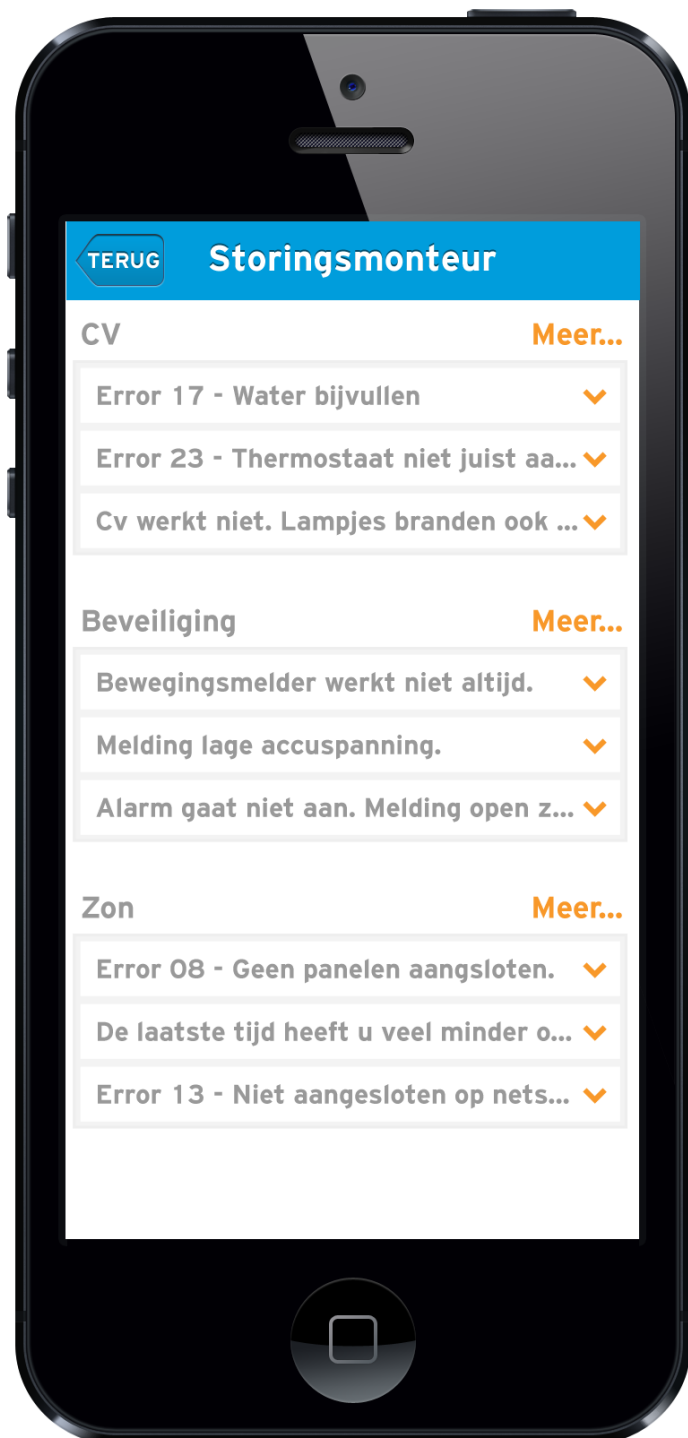 TERUG Storingsmonteur
CV Meer...
Error 17 - Water bijvullen
Error 23 - Thermostaat niet juist aa...
Cv werkt niet. Lampjes branden ook ...
Beveiliging Meer...
Bewegingsmelder werkt niet altijd.
Melding lage accuspanning.
Alarm gaat niet aan. Melding open z...
Zon Meer...
Error 08 - Geen panelen aangsloten.
De laatste tijd heeft u veel minder o...
Error 13 - Niet aangesloten op nets...